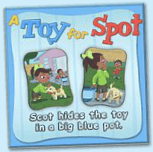 A Toy for Spot
Scot hides the toy
in a big blue pot.